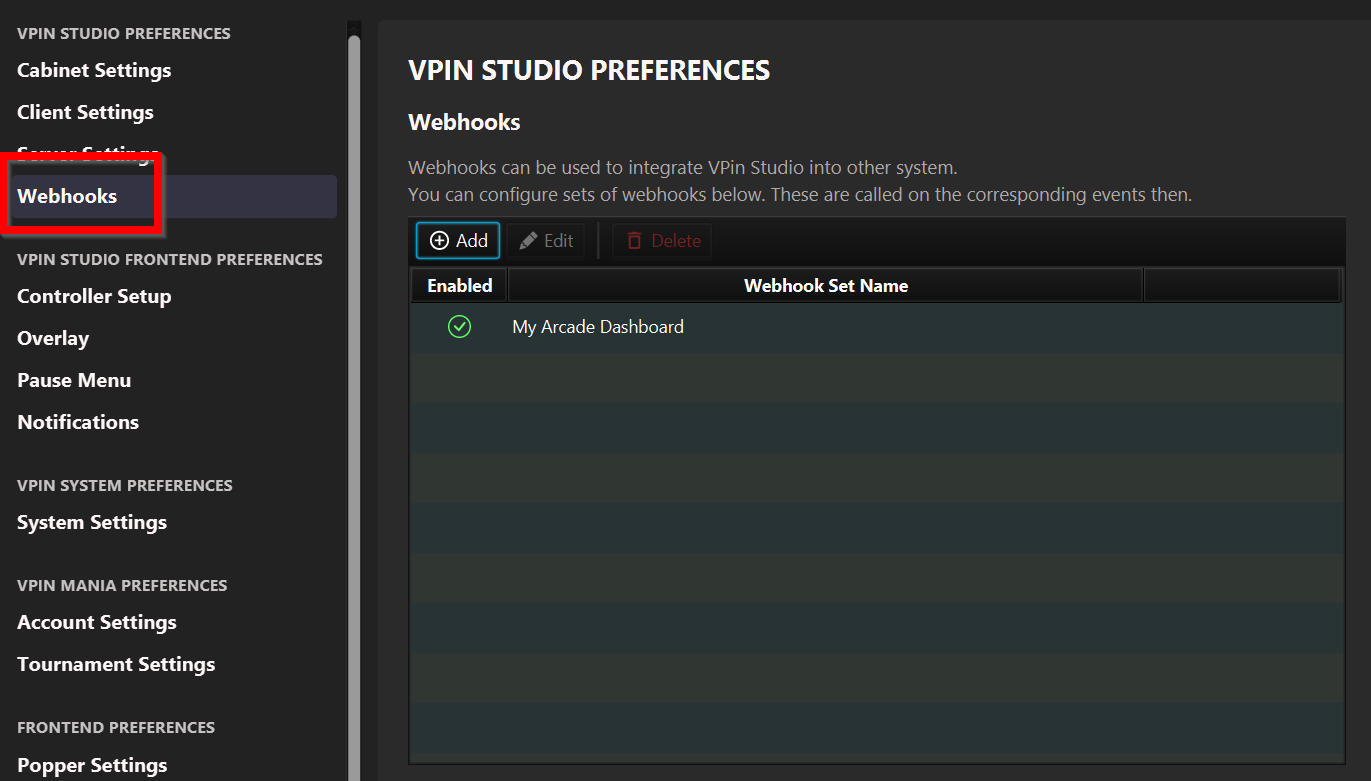 VPIN STUDIO PREFERENCES
Cabinet Settings
Client Settings
Server Settings
Webhooks
VPIN STUDIO FRONTEND PREFERENCES
Controller Setup
Overlay
Pause Menu
Notifications
VPIN SYSTEM PREFERENCES
System Settings
VPIN MANIA PREFERENCES
Account Settings
Tournament Settings
FRONTEND PREFERENCES
Popper Settings
VPIN STUDIO PREFERENCES
Webhooks
Webhooks can be used to integrate VPin Studio into other system.
You can configure sets of webhooks below. These are called on the corresponding events then.
Add Edit Delete
Enabled Webhook Set Name
My Arcade Dashboard